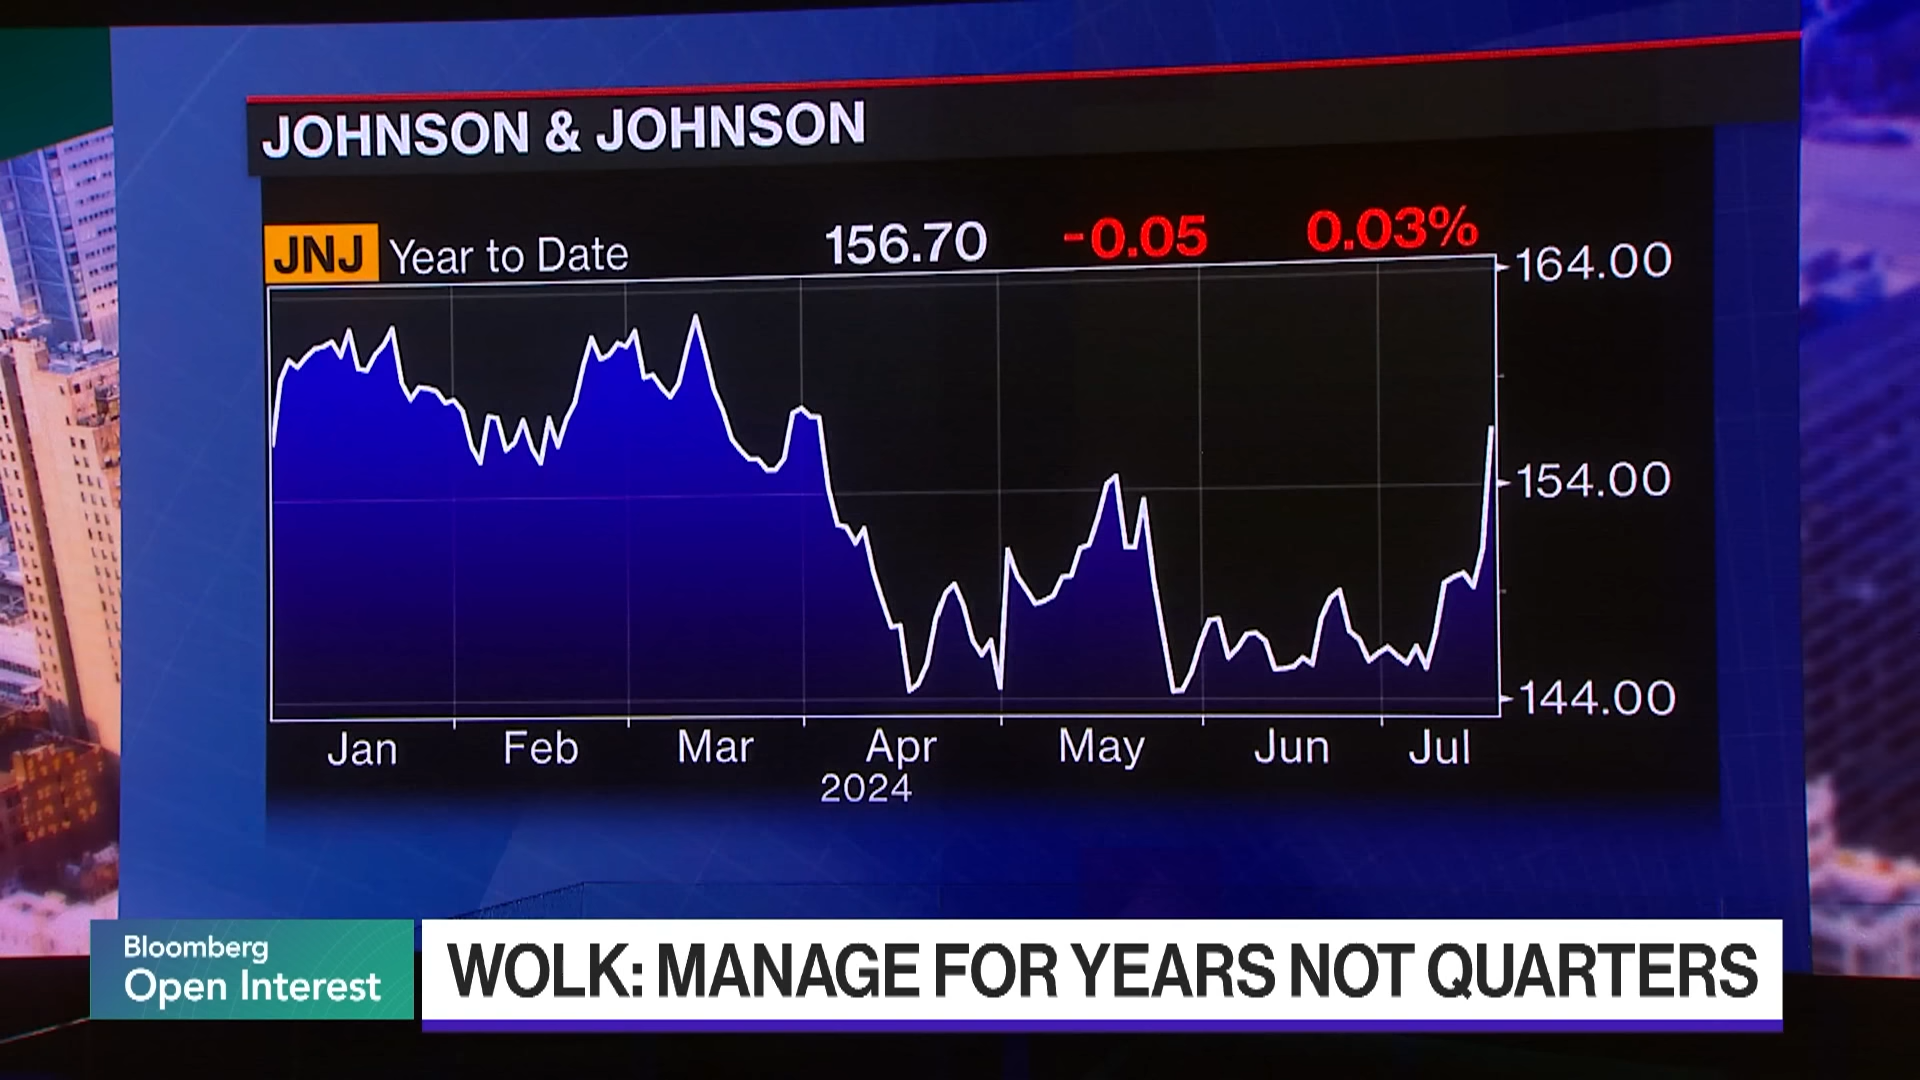 JOHNSON & JOHNSON
JNJ Year to Date 156.70 -0.05 0.03%
164.00
154.00
144.00
Jan Feb Mar Apr May Jun Jul
2024
Bloomberg
Open Interest
WOLK: MANAGE FOR YEARS NOT QUARTERS